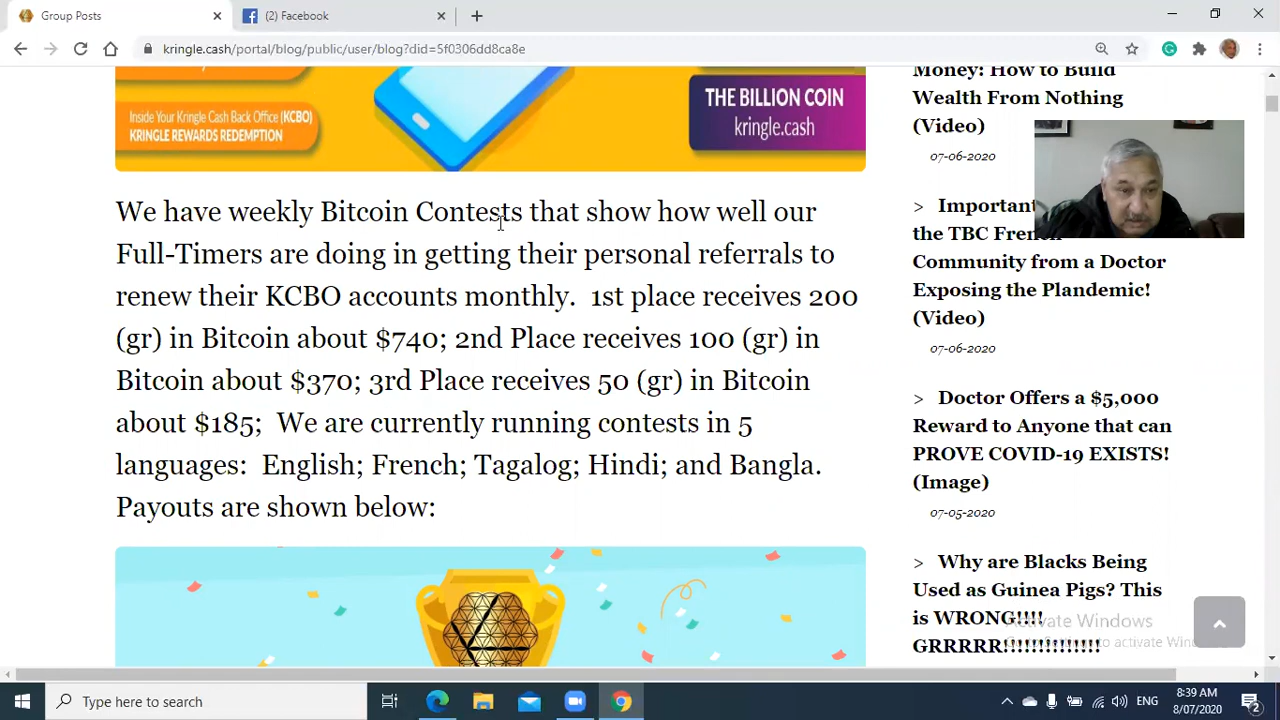 Group Posts
(2) Facebook
kringle.cash/portal/blog/public/user/blog?did=5f0306dd8ca8e
Inside Your Kringle Cash Back Office (KCBO)
KRINGLE REWARDS REDEMPTION
THE BILLION COIN
kringle.cash
We have weekly Bitcoin Contests that show how well our
Full-Timers are doing in getting their personal referrals to
renew their KCBO accounts monthly.  1st place receives 200
(gr) in Bitcoin about $740; 2nd Place receives 100 (gr) in
Bitcoin about $370; 3rd Place receives 50 (gr) in Bitcoin
about $185;  We are currently running contests in 5
languages:  English; French; Tagalog; Hindi; and Bangla.
Payouts are shown below:
Money: How to Build
Wealth From Nothing
(Video)
07-06-2020
> Important
the TBC French
Community from a Doctor
Exposing the Plandemic!
(Video)
07-06-2020
> Doctor Offers a $5,000
Reward to Anyone that can
PROVE COVID-19 EXISTS!
(Image)
07-05-2020
> Why are Blacks Being
Used as Guinea Pigs? This
is WRONG!!!!
GRRRRR!!!!!!!!!!!!!
Activate Windows
Go to Settings to activate Win
Type here to search
ENG
8:39 AM
8/07/2020
2